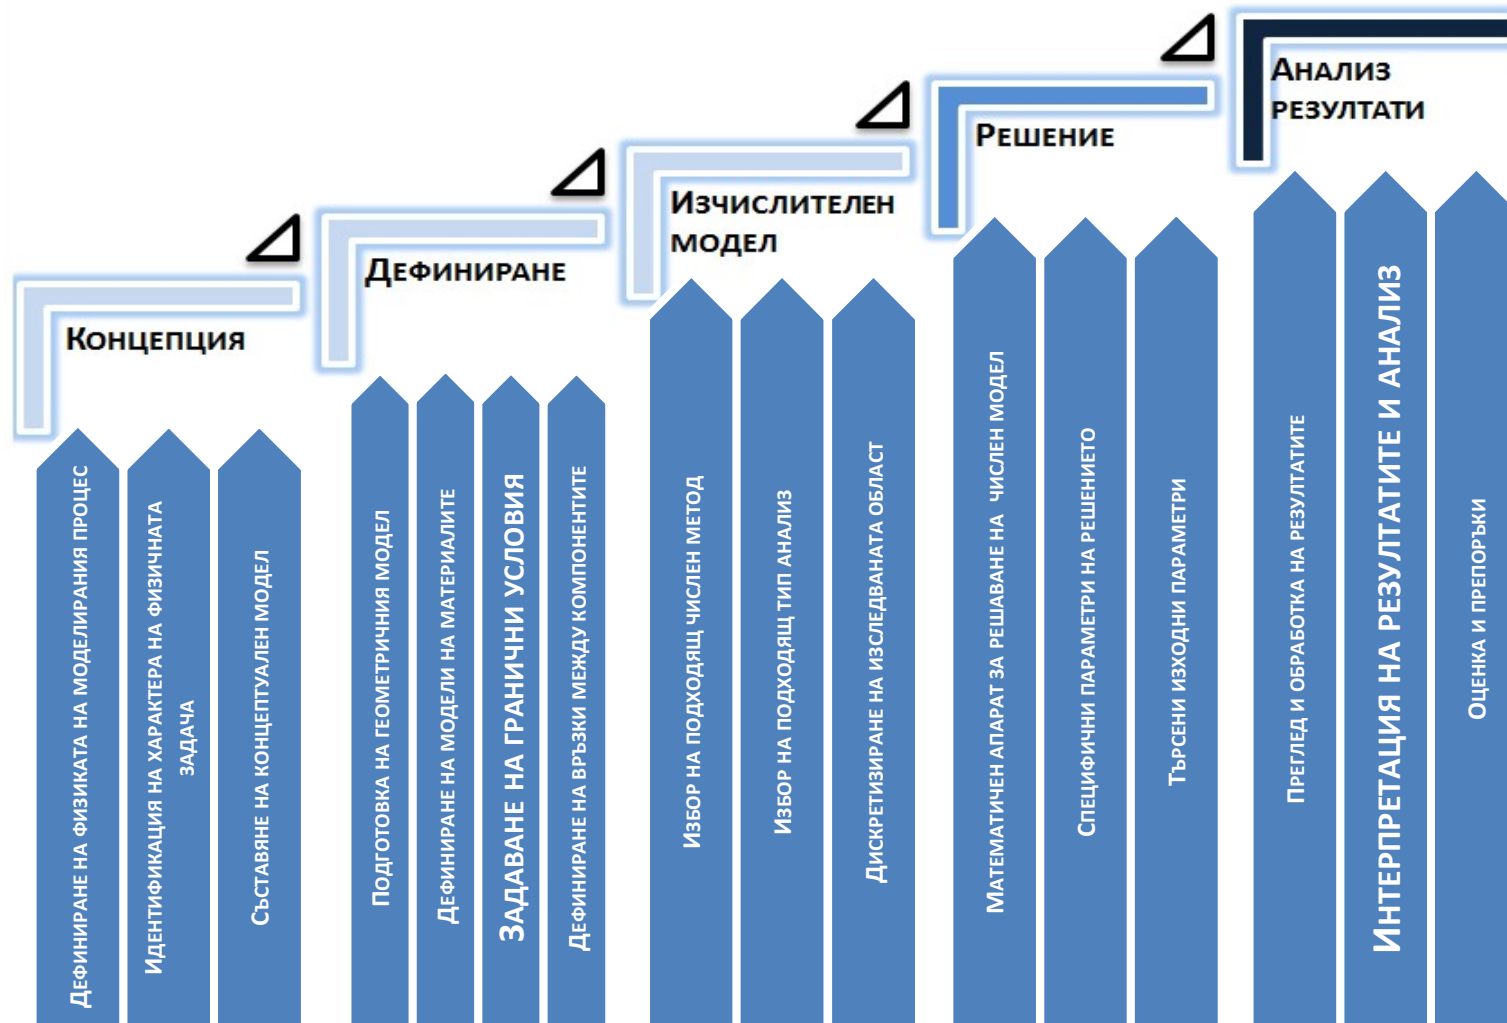 Концепция
Дефиниране на физиката на моделирания процес
Идентификация на характера на физичната
задача
Съставяне на концептуален модел
Дефиниране
Подготовка на геометричния модел
Дефиниране на модели на материалите
Задаване на гранични условия
Дефиниране на връзки между компонентите
Изчислителен
модел
Избор на подходящ числен метод
Избор на подходящ тип анализ
Дискретизиране на изследваната област
Решение
Математичен апарат за решаване на числен модел
Специфични параметри на решението
Търсени изходни параметри
Анализ
резултати
Преглед и обработка на резултатите
Интерпретация на резултатите и анализ
Оценка и препоръки